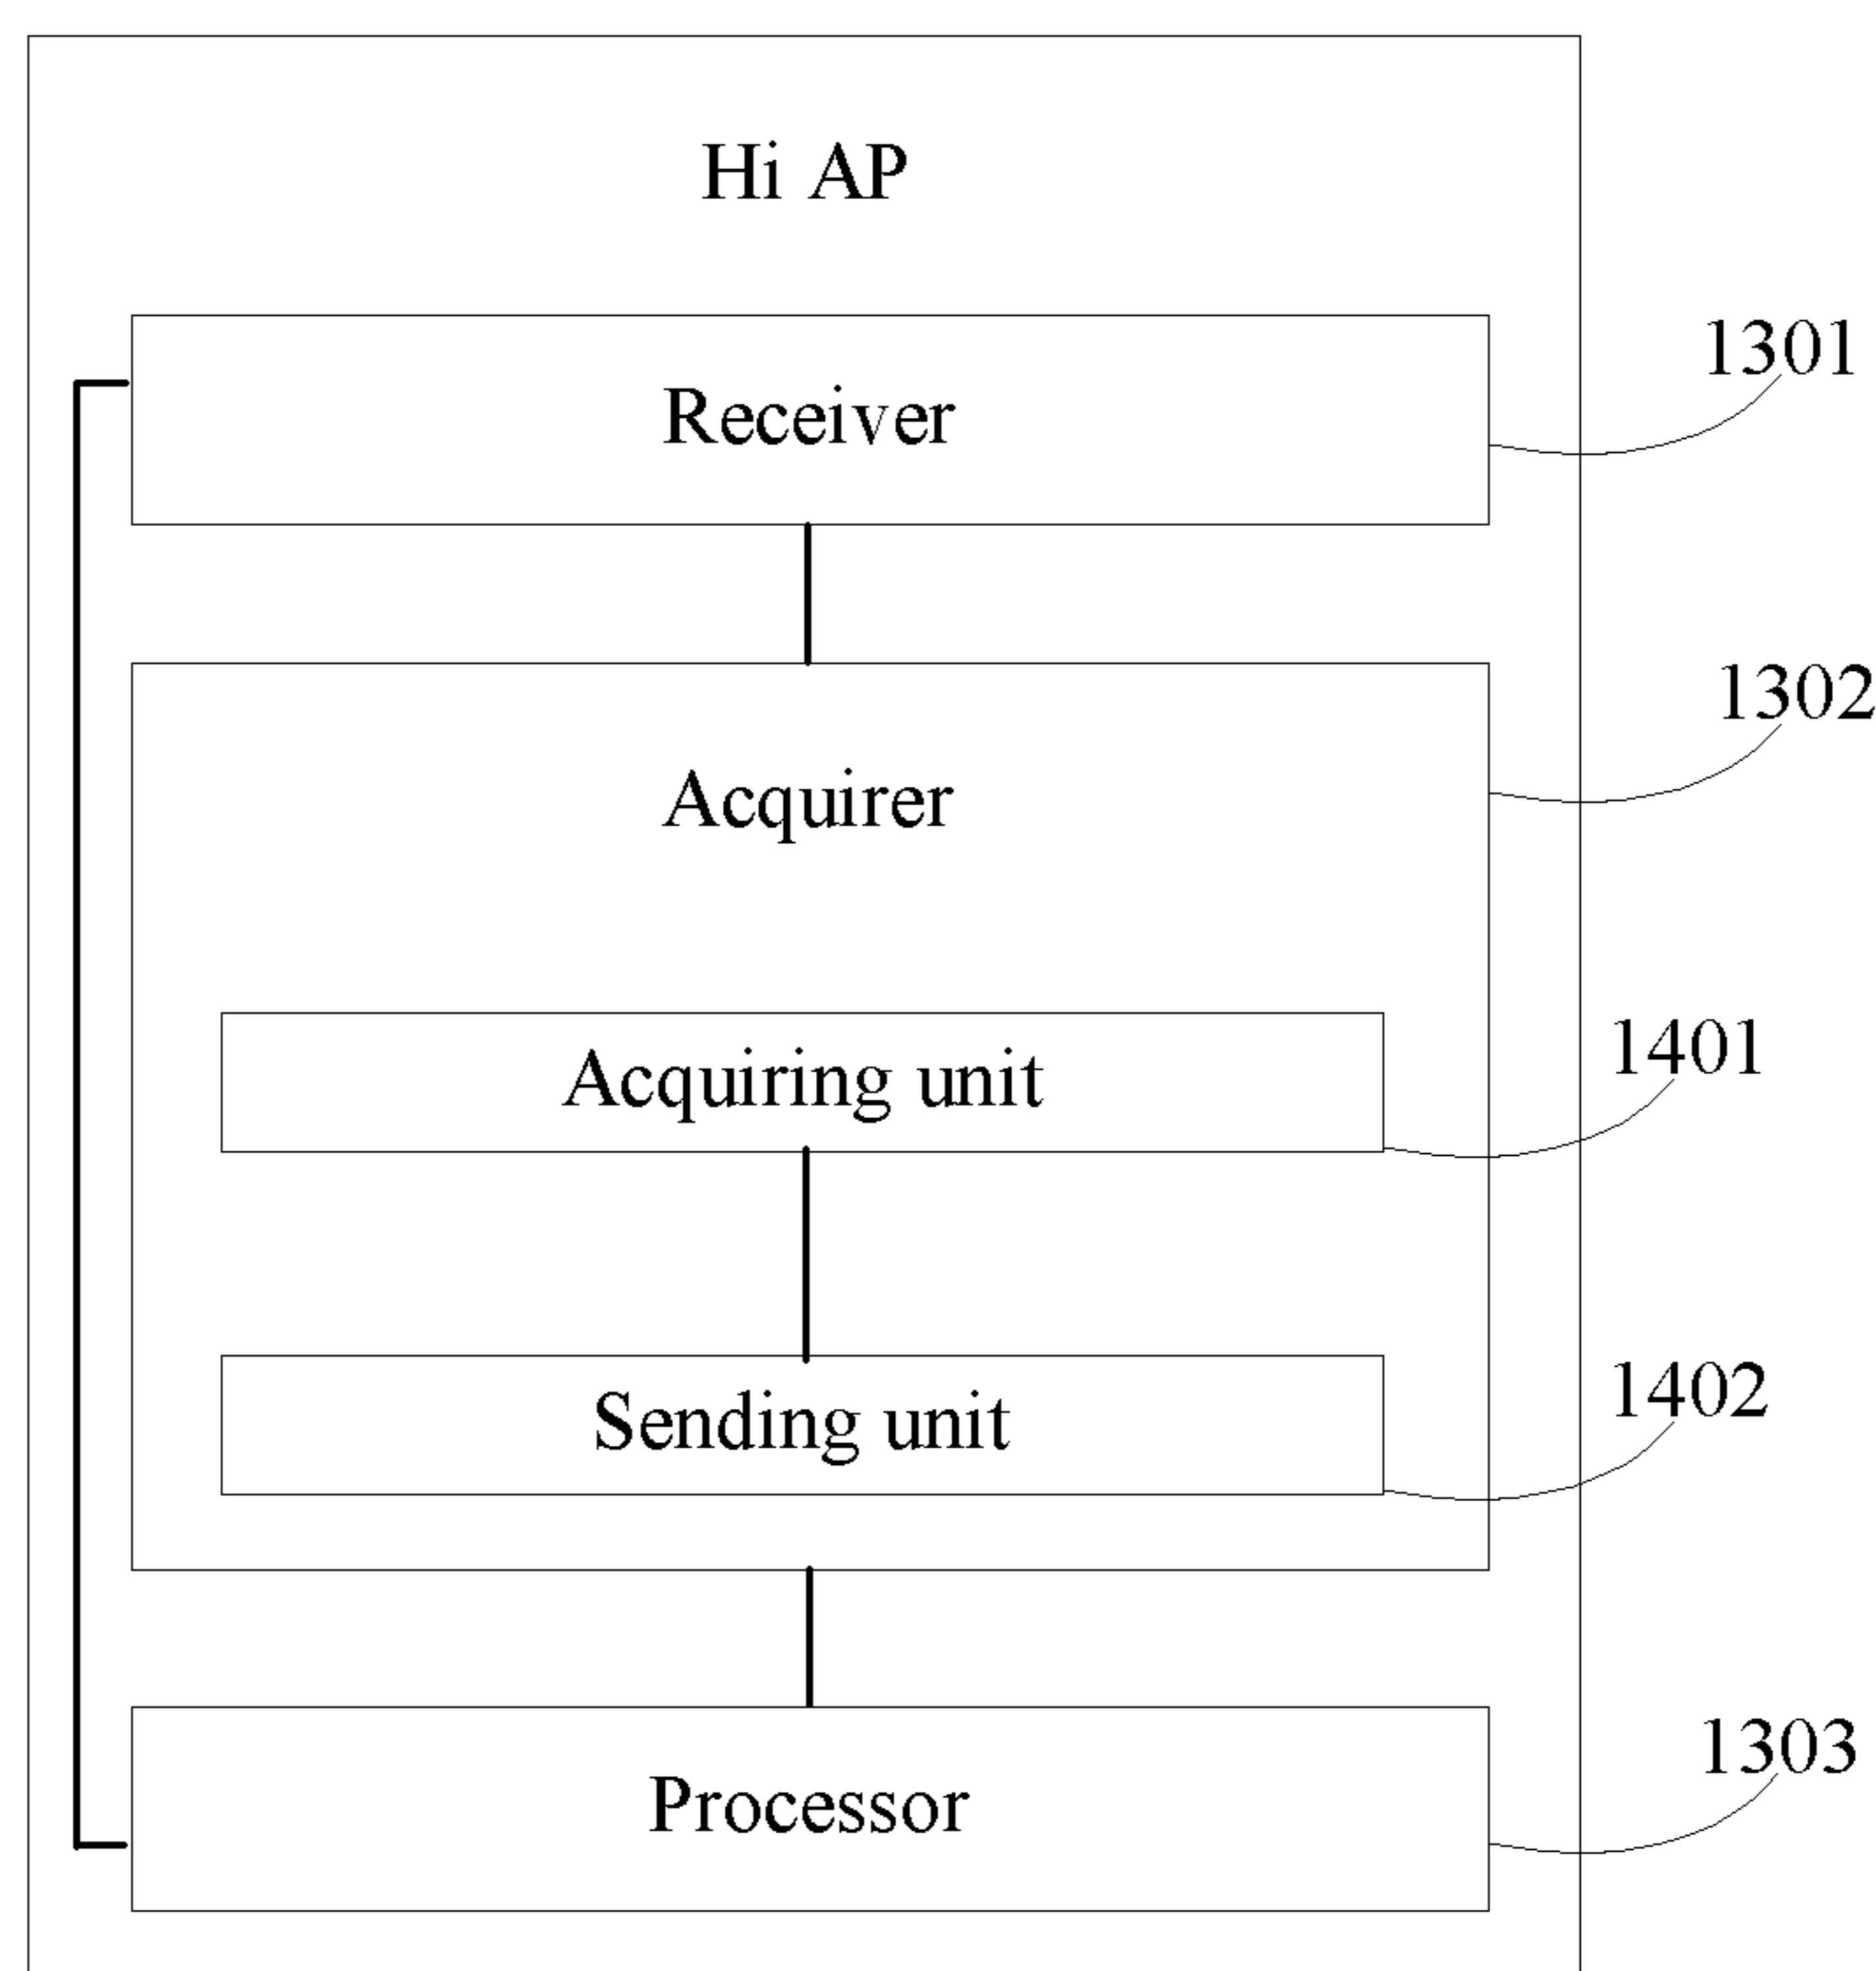 Hi AP
1301
Receiver
1302
Acquirer
1401
Acquiring unit
1402
Sending unit
1303
Processor